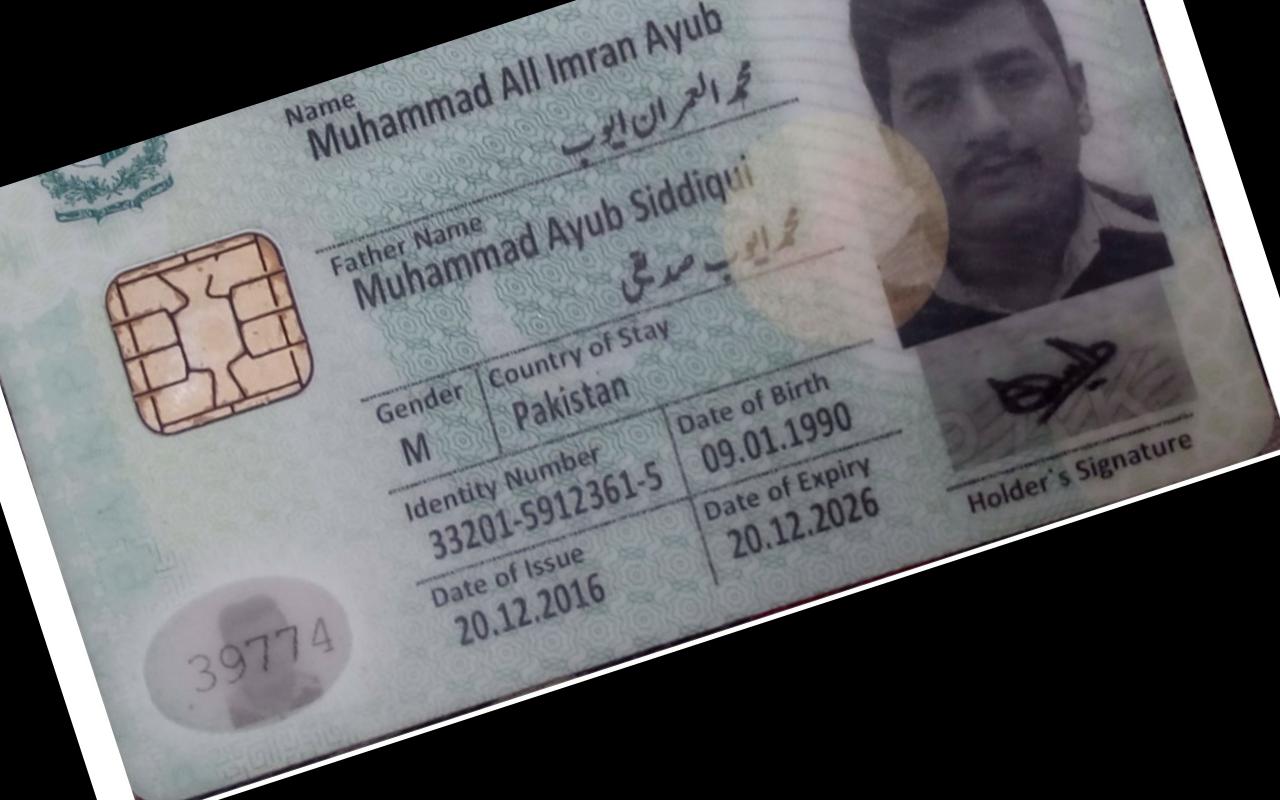 Name
Muhammad All Imran Ayub
محمد العمران ایوب
Father Name
Muhammad Ayub Siddiqui
محمد ایوب صدیقی
Gender
Country of Stay
M
Pakistan
Identity Number
Date of Birth
33201-5912361-5
09.01.1990
Date of Issue
Date of Expiry
20.12.2016
20.12.2026
Holder's Signature
39774